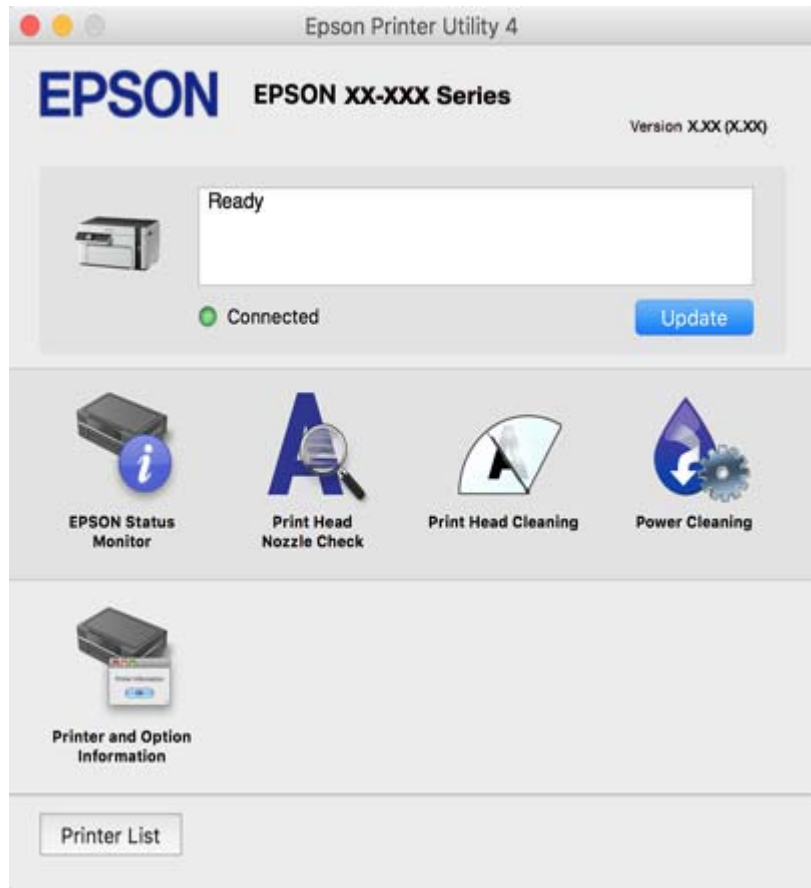 Epson Printer Utility 4
EPSON
EPSON XX-XXX Series
Version X.XX (X.XX)
Ready
Connected
Update
EPSON Status
Monitor
Print Head
Nozzle Check
Print Head Cleaning
Power Cleaning
Printer and Option
Information
Printer List